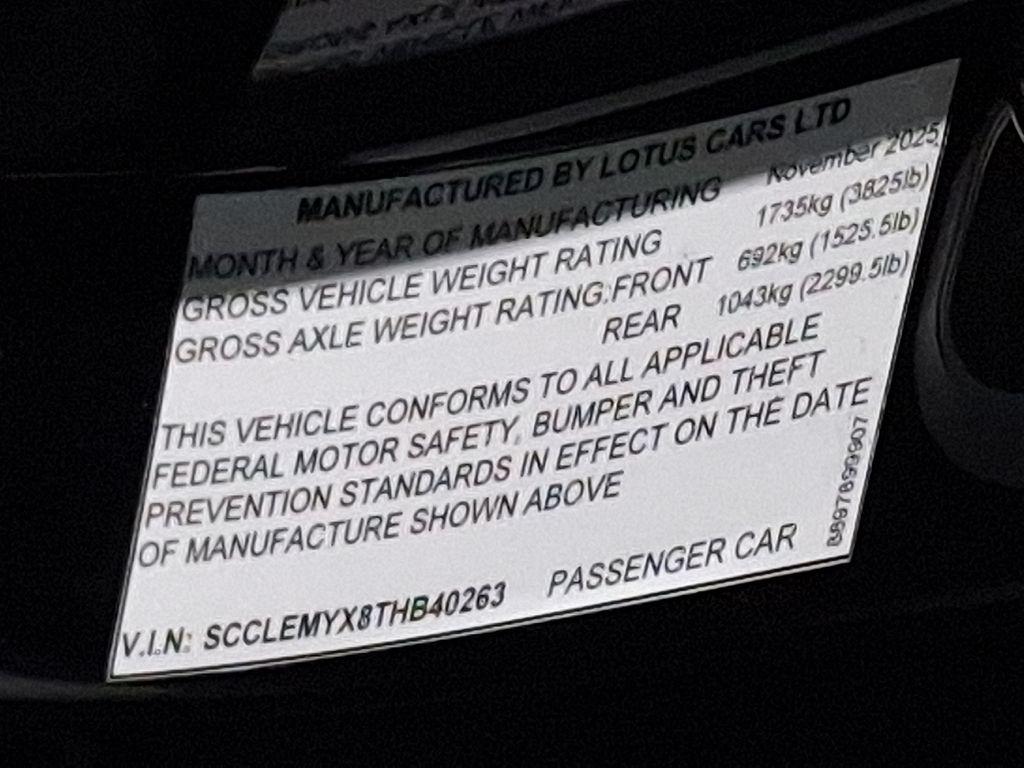 MANUFACTURED BY LOTUS CARS LTD
MONTH & YEAR OF MANUFACTURING November 2025
GROSS VEHICLE WEIGHT RATING 1735kg (3825lb)
GROSS AXLE WEIGHT RATING:FRONT 692kg (1525.5lb)
REAR 1043kg (2299.5lb)
THIS VEHICLE CONFORMS TO ALL APPLICABLE
FEDERAL MOTOR SAFETY, BUMPER AND THEFT
PREVENTION STANDARDS IN EFFECT ON THE DATE
OF MANUFACTURE SHOWN ABOVE
V.I.N: SCCLEMYX8THB40263 PASSENGER CAR